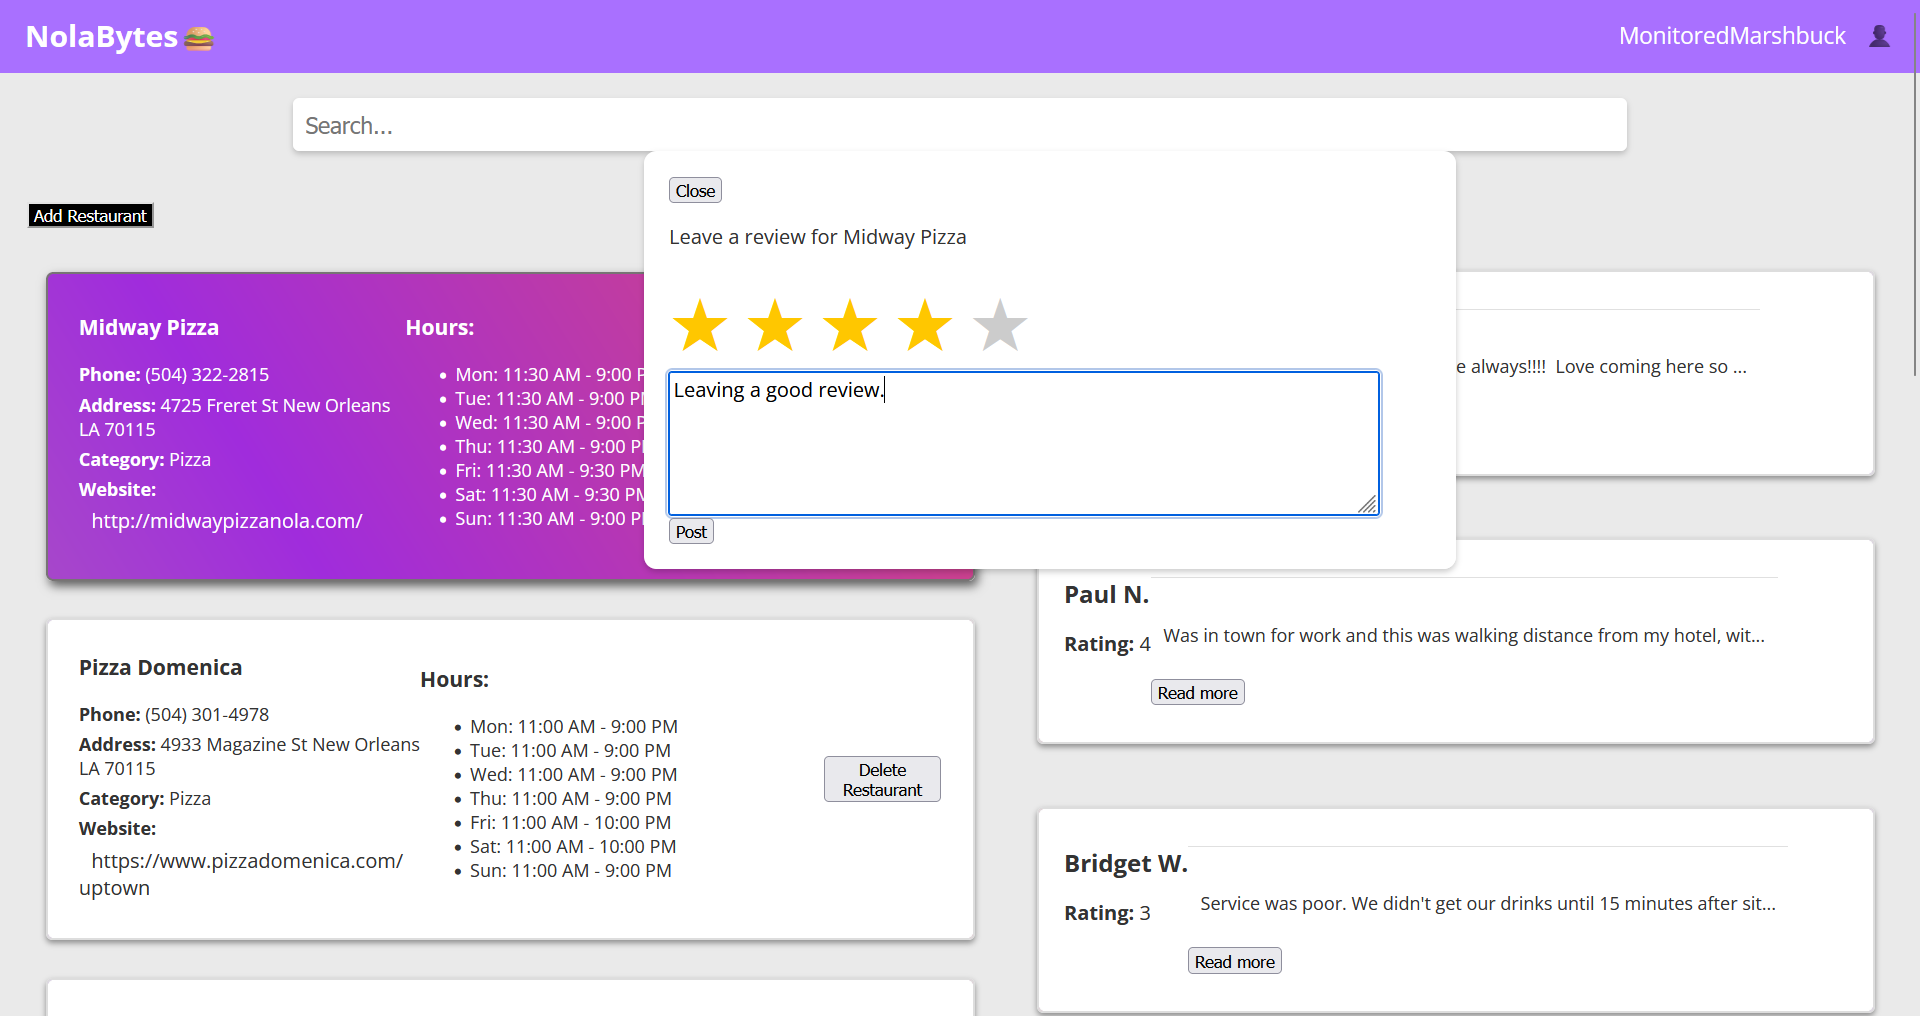 NolaBytes
MonitoredMarshbuck
Search...
Add Restaurant
Close
Leave a review for Midway Pizza
Leaving a good review.
Post
Midway Pizza
Phone: (504) 322-2815
Address: 4725 Freret St New Orleans
LA 70115
Category: Pizza
Website:
http://midwaypizzanola.com/
Hours:
Mon: 11:30 AM - 9:00 P
Tue: 11:30 AM - 9:00 P
Wed: 11:30 AM - 9:00 P
Thu: 11:30 AM - 9:00 P
Fri: 11:30 AM - 9:30 PM
Sat: 11:30 AM - 9:30 PM
Sun: 11:30 AM - 9:00 P
Pizza Domenica
Phone: (504) 301-4978
Address: 4933 Magazine St New Orleans
LA 70115
Category: Pizza
Website:
https://www.pizzadomenica.com/
uptown
Hours:
Mon: 11:00 AM - 9:00 PM
Tue: 11:00 AM - 9:00 PM
Wed: 11:00 AM - 9:00 PM
Thu: 11:00 AM - 9:00 PM
Fri: 11:00 AM - 10:00 PM
Sat: 11:00 AM - 10:00 PM
Sun: 11:00 AM - 9:00 PM
Delete
Restaurant
e always!!!! Love coming here so ...
Paul N.
Rating: 4
Was in town for work and this was walking distance from my hotel, wit...
Read more
Bridget W.
Rating: 3
Service was poor. We didn't get our drinks until 15 minutes after sit...
Read more